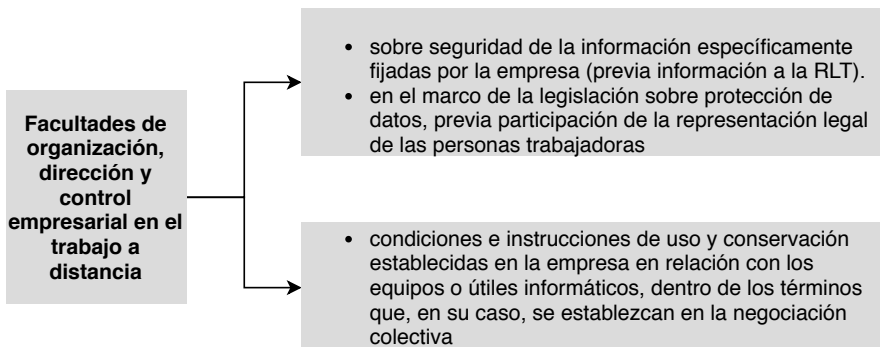 Facultades de
organización,
dirección y
control
empresarial en el
trabajo a
distancia
• sobre seguridad de la información específicamente
fijadas por la empresa (previa información a la RLT).
• en el marco de la legislación sobre protección de
datos, previa participación de la representación legal
de las personas trabajadoras
• condiciones e instrucciones de uso y conservación
establecidas en la empresa en relación con los
equipos o útiles informáticos, dentro de los términos
que, en su caso, se establezcan en la negociación
colectiva